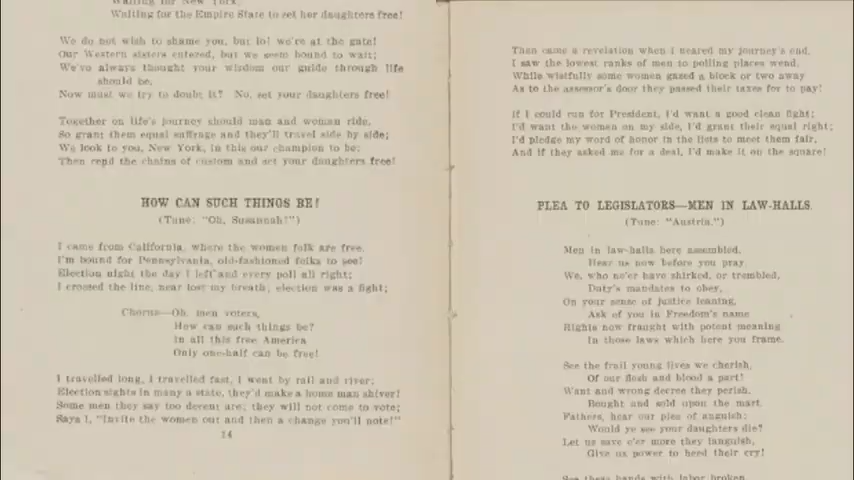 Waiting for New York,
Waiting for the Empire State to set her daughters free!
We do not wish to shame you, but lo! we're at the gate!
Our Western sisters entered, but we seem bound to wait;
We've always thought your wisdom our guide through life
should be,
Now must we try to doubt it? No, set your daughters free!
Together on life's journey should man and woman ride,
So grant them equal suffrage and they'll travel side by side;
We look to you, New York, in this our champion to be;
Then rend the chains of custom and set your daughters free!
HOW CAN SUCH THINGS BE!
(Tune: "Oh, Susannah!")
I came from California, where the women folk are free,
I'm bound for Pennsylvania, old-fashioned folks to see!
Election night the day I left and every poll all right;
I crossed the line, near lost my breath, election was a fight;
Chorus—Oh, men voters,
How can such things be?
In all this free America
Only one-half can be free!
I travelled long, I travelled fast, I went by rail and river;
Election sights in many a state, they'd make a home man shiver!
Some men they say too decent are; they will not come to vote;
Says I, "Invite the women out and then a change you'll note!"
14
Then came a revelation when I neared my journey's end,
I saw the lowest ranks of men to polling places wend,
While wistfully some women gazed a block or two away
As to the assessor's door they passed their taxes for to pay!
If I could run for President, I'd want a good clean fight;
I'd want the women on my side, I'd grant their equal right;
I'd pledge my word of honor in the lists to meet them fair,
And if they asked me for a deal, I'd make it on the square!
PLEA TO LEGISLATORS—MEN IN LAW-HALLS.
(Tune: "Austria.")
Men in law-halls here assembled,
Hear us now before you pray
We, who ne'er have shirked, or trembled,
Duty's mandates to obey,
On your sense of justice leaning,
Ask of you in Freedom's name
Rights now fraught with potent meaning
In those laws which here you frame.
See the frail young lives we cherish,
Of our flesh and blood a part!
Want and wrong decree they perish,
Bought and sold upon the mart.
Fathers, hear our plea of anguish;
Would ye see your daughters die?
Let us save e'er more they languish,
Give us power to heed their cry!
See these hands with labor broken